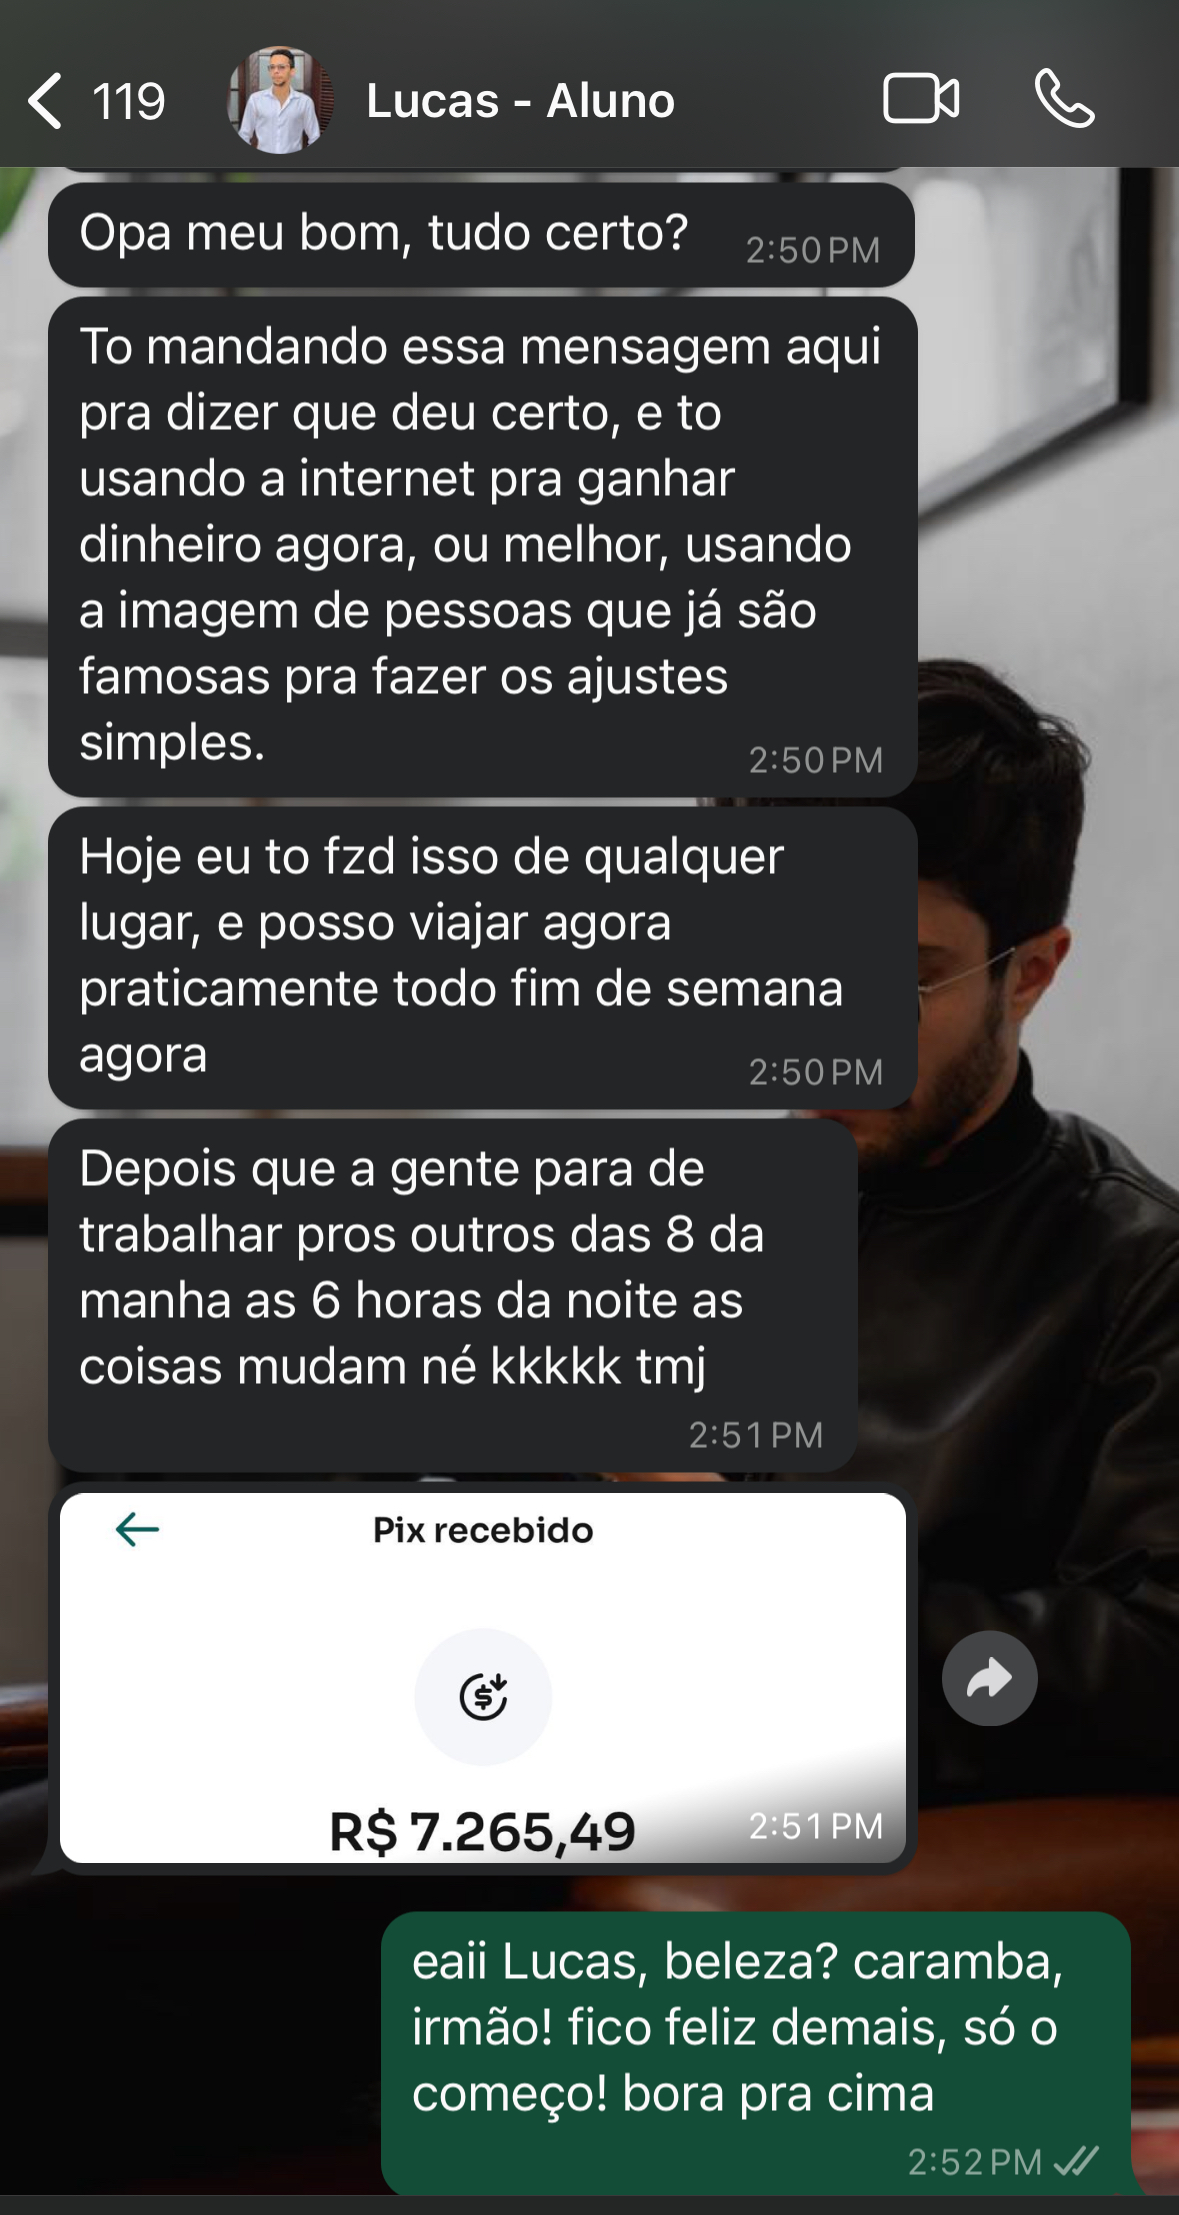 119
Lucas - Aluno
Opa meu bom, tudo certo?
2:50 PM
To mandando essa mensagem aqui
pra dizer que deu certo, e to
usando a internet pra ganhar
dinheiro agora, ou melhor, usando
a imagem de pessoas que já são
famosas pra fazer os ajustes
simples.
2:50 PM
Hoje eu to fzd isso de qualquer
lugar, e posso viajar agora
praticamente todo fim de semana
agora
2:50 PM
Depois que a gente para de
trabalhar pros outros das 8 da
manha as 6 horas da noite as
coisas mudam né kkkkk tmj
2:51 PM
Pix recebido
$
R$ 7.265,49
2:51 PM
eaii Lucas, beleza? caramba,
irmão! fico feliz demais, só o
começo! bora pra cima
2:52 PM